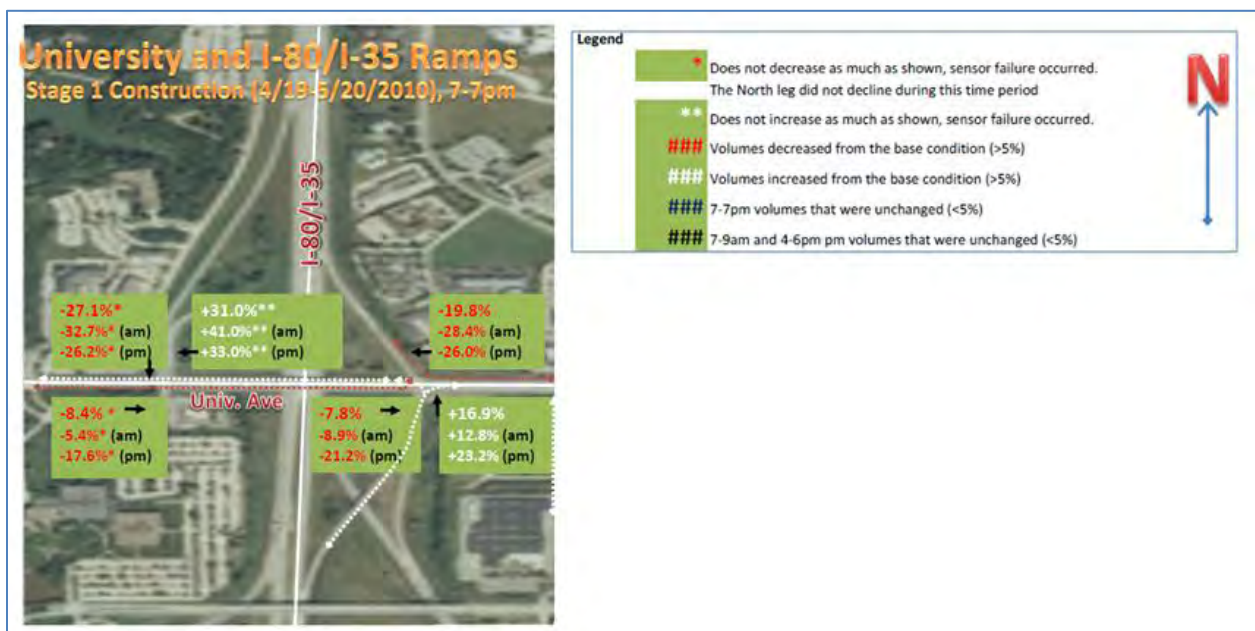 University and I-80/I-35 Ramps
Stage 1 Construction (4/19-5/20/2010), 7-7pm
I-80/I-35
-27.1%*
-32.7%* (am)
-26.2%* (pm)
+31.0%**
+41.0%** (am)
+33.0%** (pm)
-19.8%
-28.4% (am)
-26.0% (pm)
Univ. Ave
-8.4% *
-5.4%* (am)
-17.6%* (pm)
-7.8%
-8.9% (am)
-21.2% (pm)
+16.9%
+12.8% (am)
+23.2% (pm)
Legend
* Does not decrease as much as shown, sensor failure occurred.
The North leg did not decline during this time period
** Does not increase as much as shown, sensor failure occurred.
### Volumes decreased from the base condition (>5%)
### Volumes increased from the base condition (>5%)
### 7-7pm volumes that were unchanged (<5%)
### 7-9am and 4-6pm pm volumes that were unchanged (<5%)
N